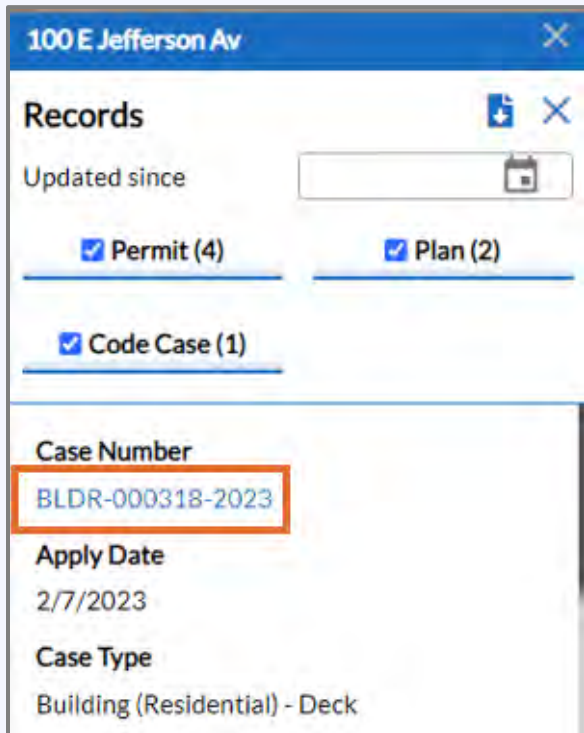 100 E Jefferson Av
Records
Updated since
Permit (4) Plan (2)
Code Case (1)
Case Number
BLDR-000318-2023
Apply Date
2/7/2023
Case Type
Building (Residential) - Deck